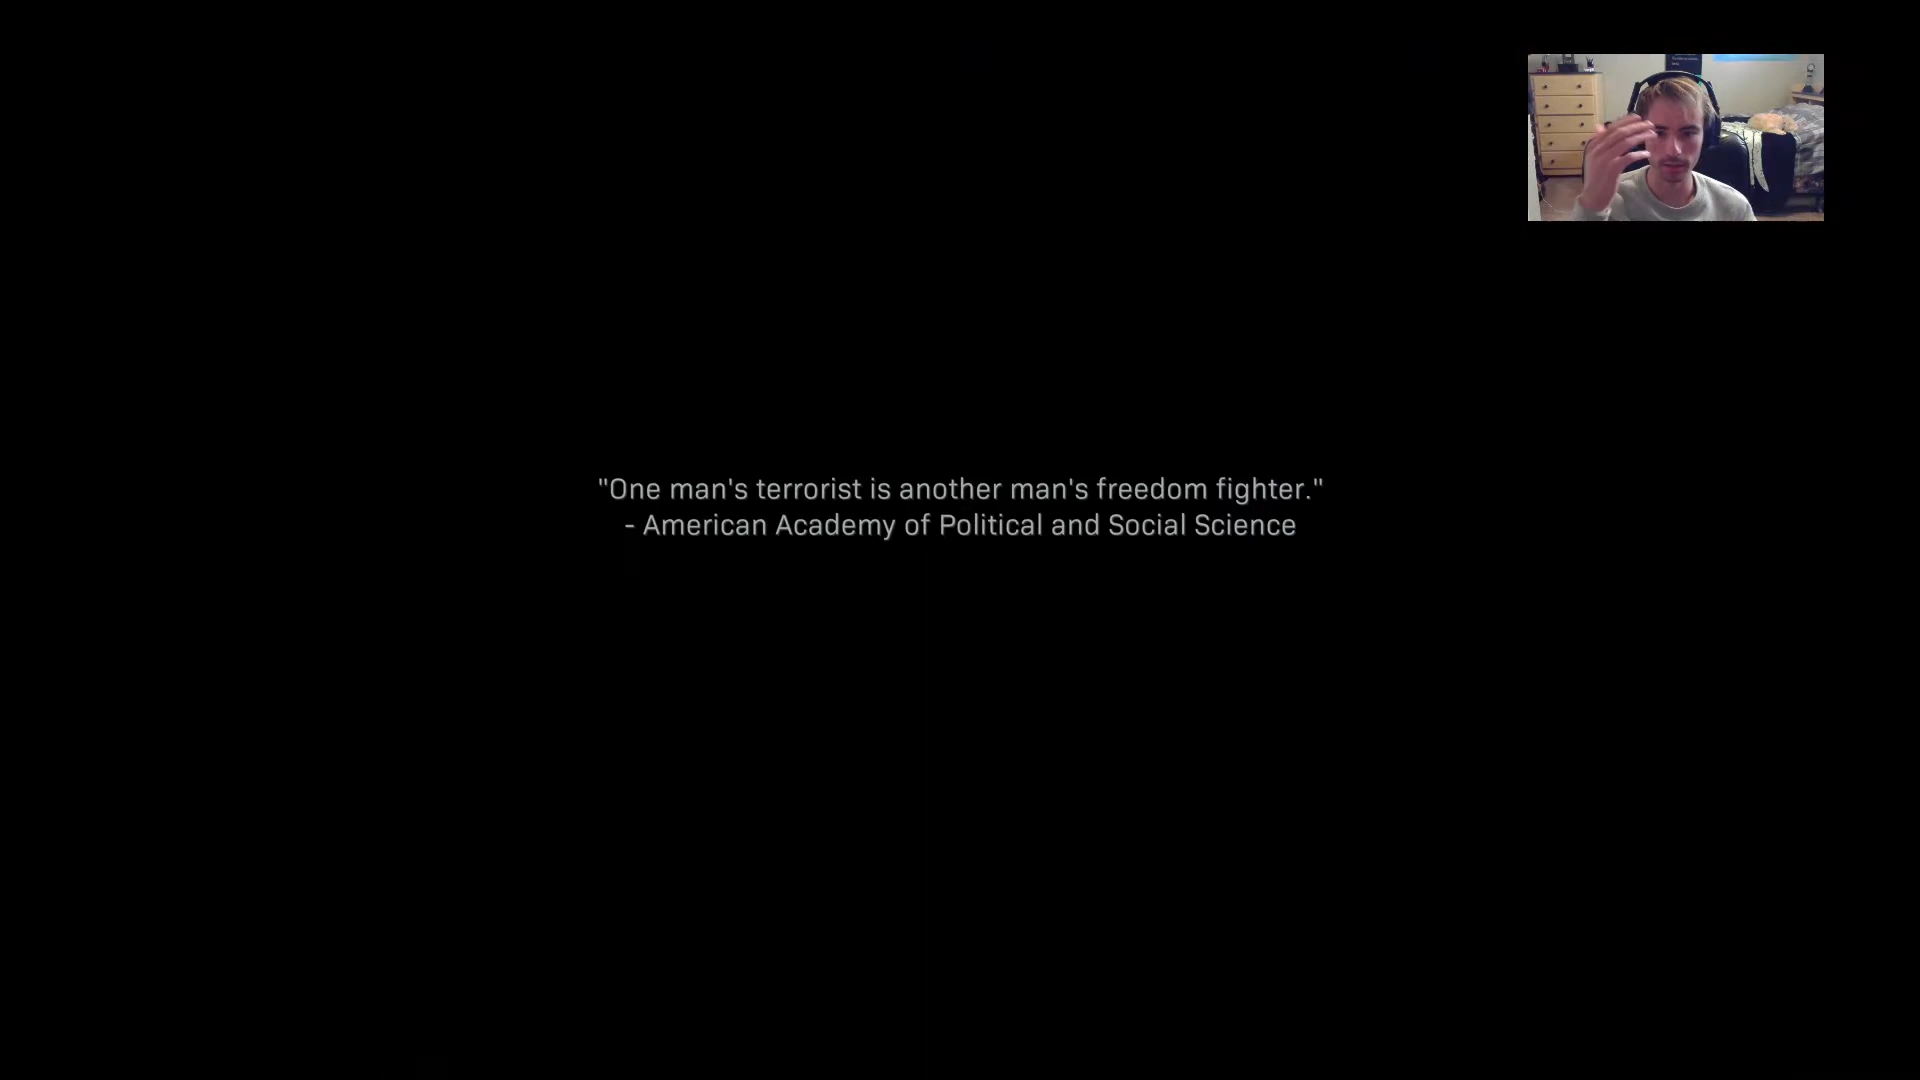 "One man's terrorist is another man's freedom fighter."
- American Academy of Political and Social Science